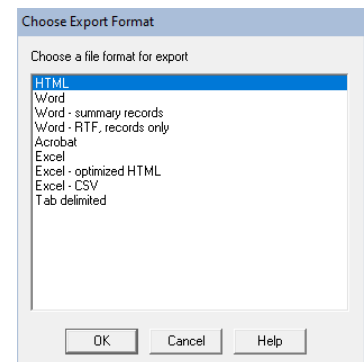 Choose Export Format
Choose a file format for export
HTML
Word
Word - summary records
Word - RTF, records only
Acrobat
Excel
Excel - optimized HTML
Excel - CSV
Tab delimited
OK Cancel Help